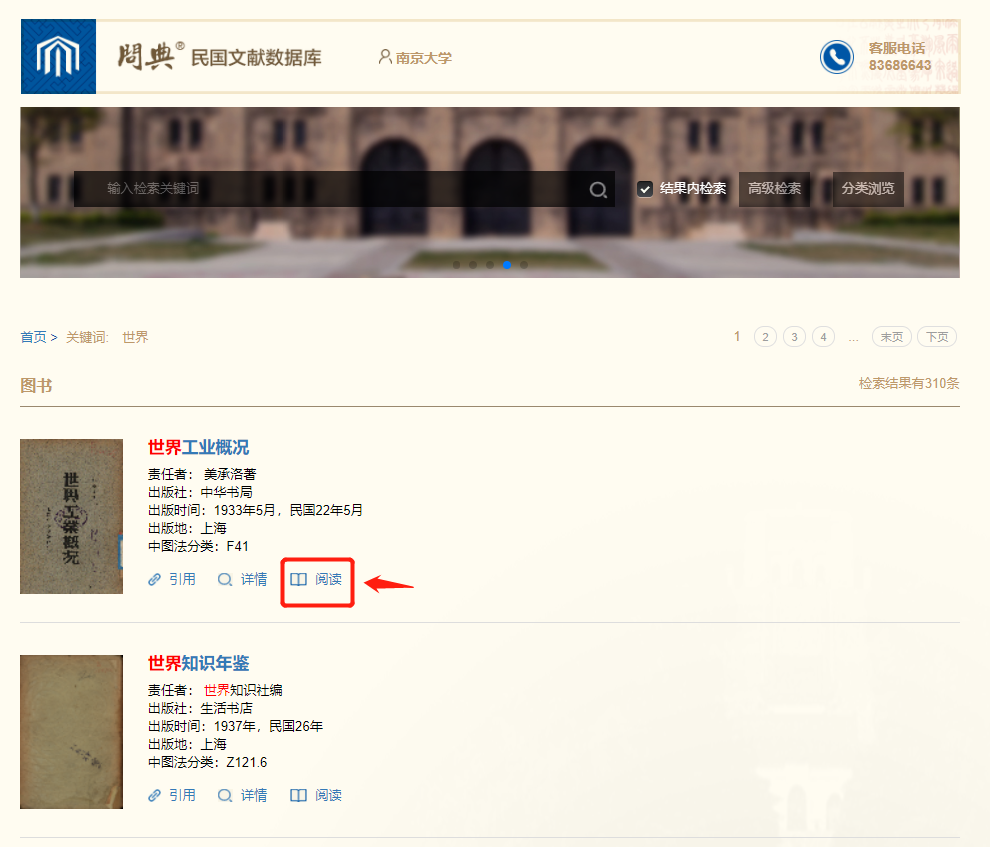 問典® 民国文献数据库
南京大学
客服电话
83686643
输入检索关键词
结果内检索
高级检索
分类浏览
首页 > 关键词: 世界
1 2 3 4 ... 末页 下页
图书
检索结果有310条
世界工業概況
世界工业概况
责任者： 美承洛著
出版社：中华书局
出版时间：1933年5月，民国22年5月
出版地：上海
中图法分类：F41
引用 详情 阅读
世界知识年鉴
责任者： 世界知识社编
出版社：生活书店
出版时间：1937年，民国26年
出版地：上海
中图法分类：Z121.6
引用 详情 阅读